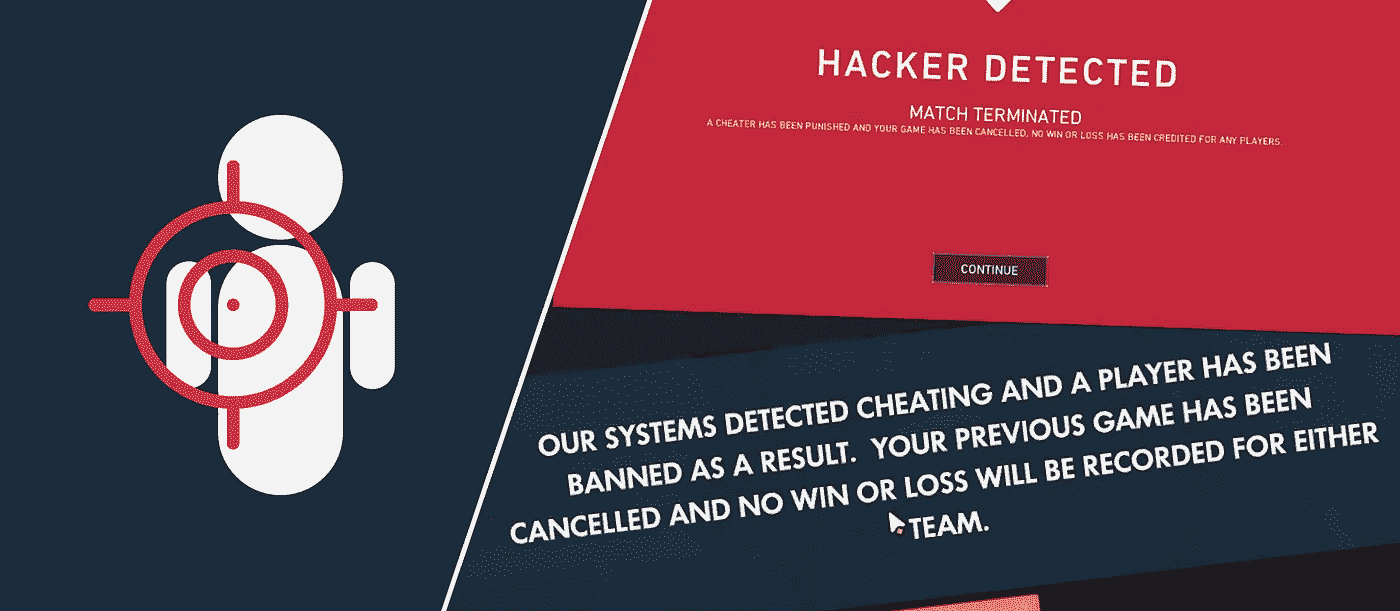 HACKER DETECTED
MATCH TERMINATED
A CHEATER HAS BEEN PUNISHED AND YOUR GAME HAS BEEN CANCELLED, NO WIN OR LOSS HAS BEEN CREDITED FOR ANY PLAYERS.
CONTINUE
OUR SYSTEMS DETECTED CHEATING AND A PLAYER HAS BEEN
BANNED AS A RESULT. YOUR PREVIOUS GAME HAS BEEN
CANCELLED AND NO WIN OR LOSS WILL BE RECORDED FOR EITHER
TEAM.